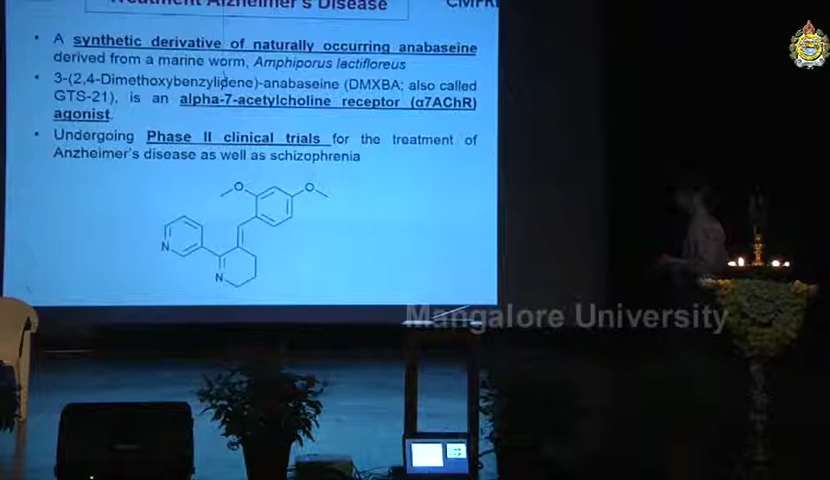 Treatment Alzheimer's Disease
CMFRI
• A synthetic derivative of naturally occurring anabaseine
derived from a marine worm, Amphiporus lactifloreus
• 3-(2,4-Dimethoxybenzylidene)-anabaseine (DMXBA; also called
GTS-21), is an alpha-7-acetylcholine receptor (α7AChR)
agonist.
• Undergoing Phase II clinical trials for the treatment of
Anzheimer's disease as well as schizophrenia
O
O
N
N
Mangalore University